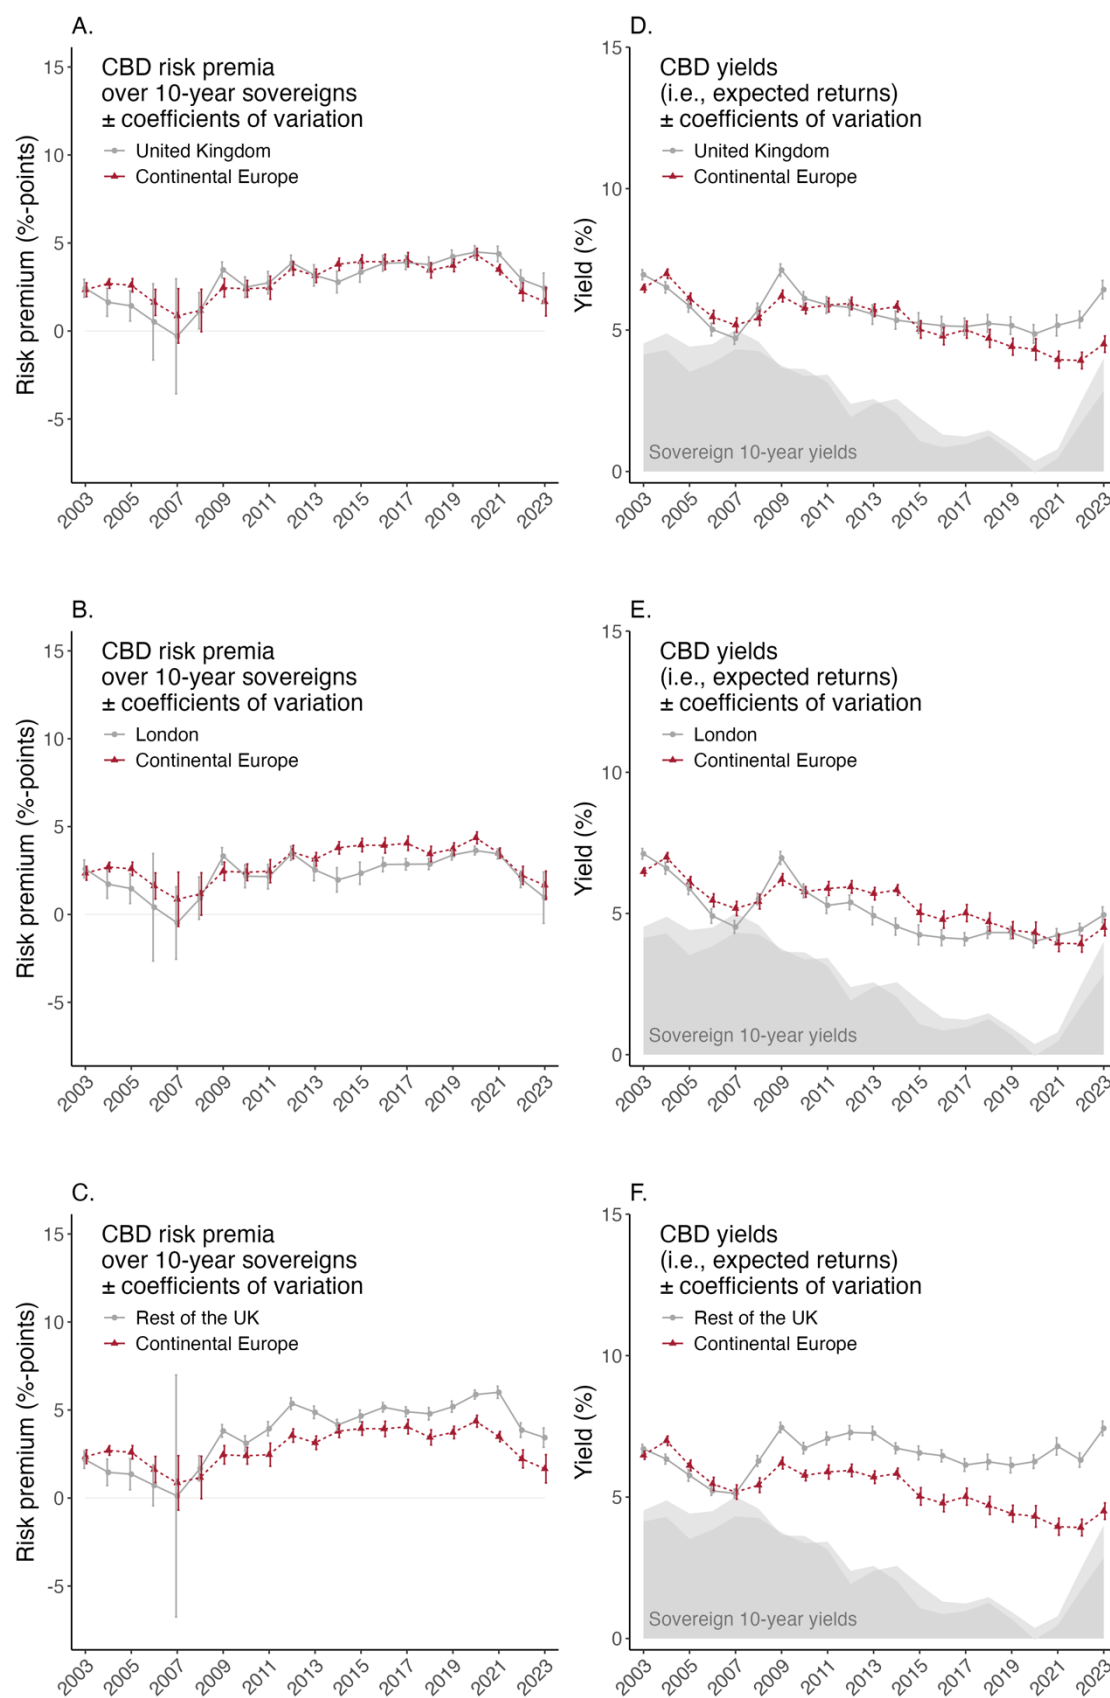 A.
CBD risk premia
over 10-year sovereigns
± coefficients of variation
United Kingdom
Continental Europe
Risk premium (%-points)
15
10
5
0
-5
2003 2005 2007 2009 2011 2013 2015 2017 2019 2021 2023
D.
CBD yields
(i.e., expected returns)
± coefficients of variation
United Kingdom
Continental Europe
Yield (%)
15
10
5
0
Sovereign 10-year yields
2003 2005 2007 2009 2011 2013 2015 2017 2019 2021 2023
B.
CBD risk premia
over 10-year sovereigns
± coefficients of variation
London
Continental Europe
Risk premium (%-points)
15
10
5
0
-5
2003 2005 2007 2009 2011 2013 2015 2017 2019 2021 2023
E.
CBD yields
(i.e., expected returns)
± coefficients of variation
London
Continental Europe
Yield (%)
15
10
5
0
Sovereign 10-year yields
2003 2005 2007 2009 2011 2013 2015 2017 2019 2021 2023
C.
CBD risk premia
over 10-year sovereigns
± coefficients of variation
Rest of the UK
Continental Europe
Risk premium (%-points)
15
10
5
0
-5
2003 2005 2007 2009 2011 2013 2015 2017 2019 2021 2023
F.
CBD yields
(i.e., expected returns)
± coefficients of variation
Rest of the UK
Continental Europe
Yield (%)
15
10
5
0
Sovereign 10-year yields
2003 2005 2007 2009 2011 2013 2015 2017 2019 2021 2023